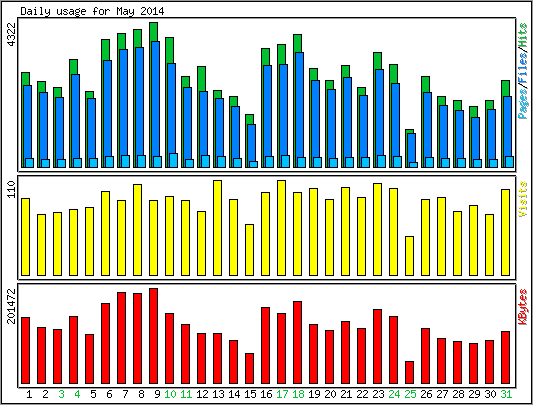 Daily usage for May 2014
4322
Pages/Files/Hits
110
Visits
201472
KBytes
1 2 3 4 5 6 7 8 9 10 11 12 13 14 15 16 17 18 19 20 21 22 23 24 25 26 27 28 29 30 31